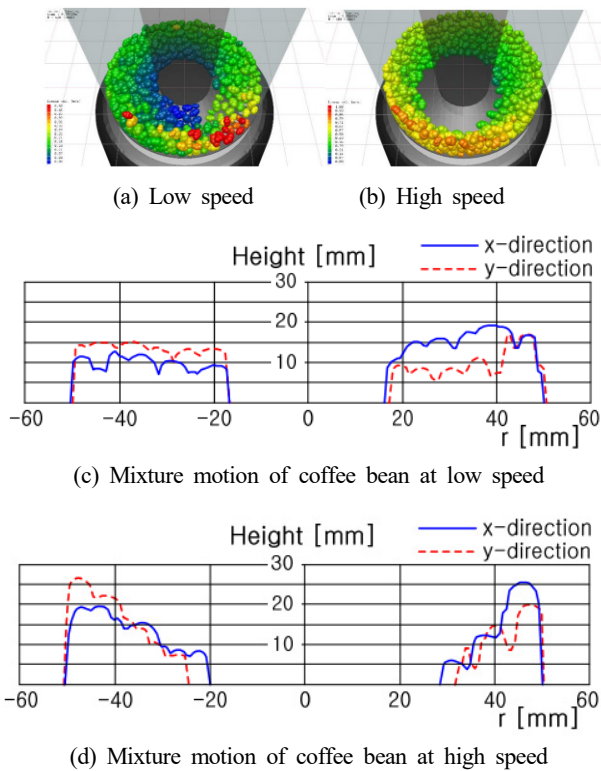 (a) Low speed
(b) High speed
Height [mm]
x-direction
y-direction
30
20
10
-60
-40
-20
0
20
40
60
r [mm]
(c) Mixture motion of coffee bean at low speed
Height [mm]
x-direction
y-direction
30
20
10
-60
-40
-20
0
20
40
60
r [mm]
(d) Mixture motion of coffee bean at high speed